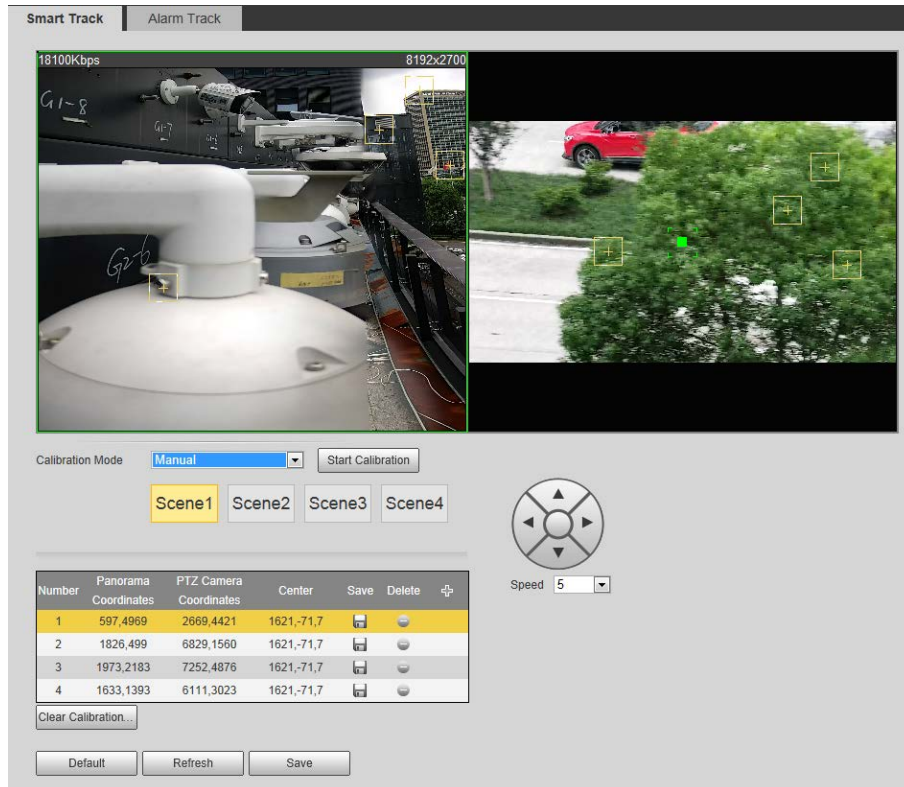 Smart Track Alarm Track
18100Kbps 8192x2700
G1-8
G1-7
G2-6
Calibration Mode Manual Start Calibration
Scene1 Scene2 Scene3 Scene4
Speed 5
Number Panorama Coordinates PTZ Camera Coordinates Center Save Delete
1 597,4969 2669,4421 1621,-71,7
2 1826,499 6829,1560 1621,-71,7
3 1973,2183 7252,4876 1621,-71,7
4 1633,1393 6111,3023 1621,-71,7
Clear Calibration...
Default Refresh Save